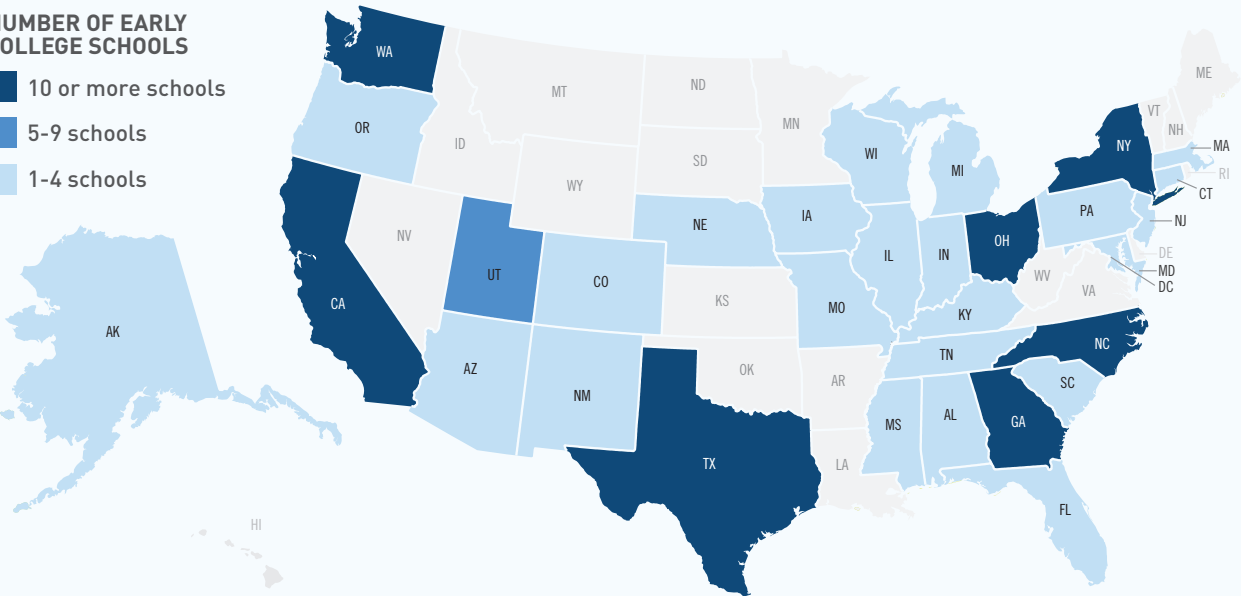 NUMBER OF EARLY
COLLEGE SCHOOLS
10 or more schools
5-9 schools
1-4 schools
WA
ME
MT
ND
VT
OR
MN
ID
NH
NY
MA
WI
SD
MI
RI
WY
CT
PA
IA
NJ
NE
NV
OH
DE
IL
IN
MD
UT
WV
CO
DC
VA
KS
CA
MO
KY
AK
NC
TN
AZ
OK
AR
SC
NM
AL
GA
MS
TX
LA
FL
HI